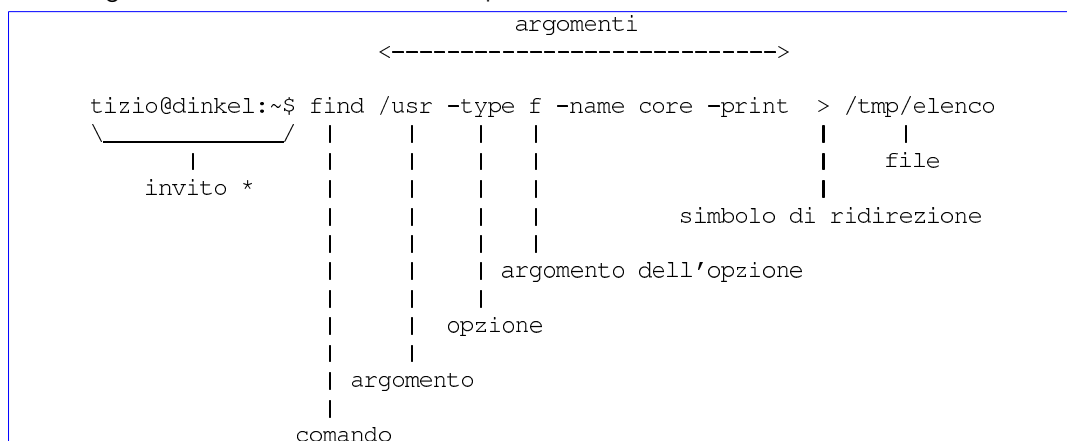 argomenti
<---------------------------->
tizio@dinkel:~$ find /usr -type f -name core -print > /tmp/elenco
file
invito *
simbolo di ridirezione
argomento dell'opzione
opzione
argomento
comando